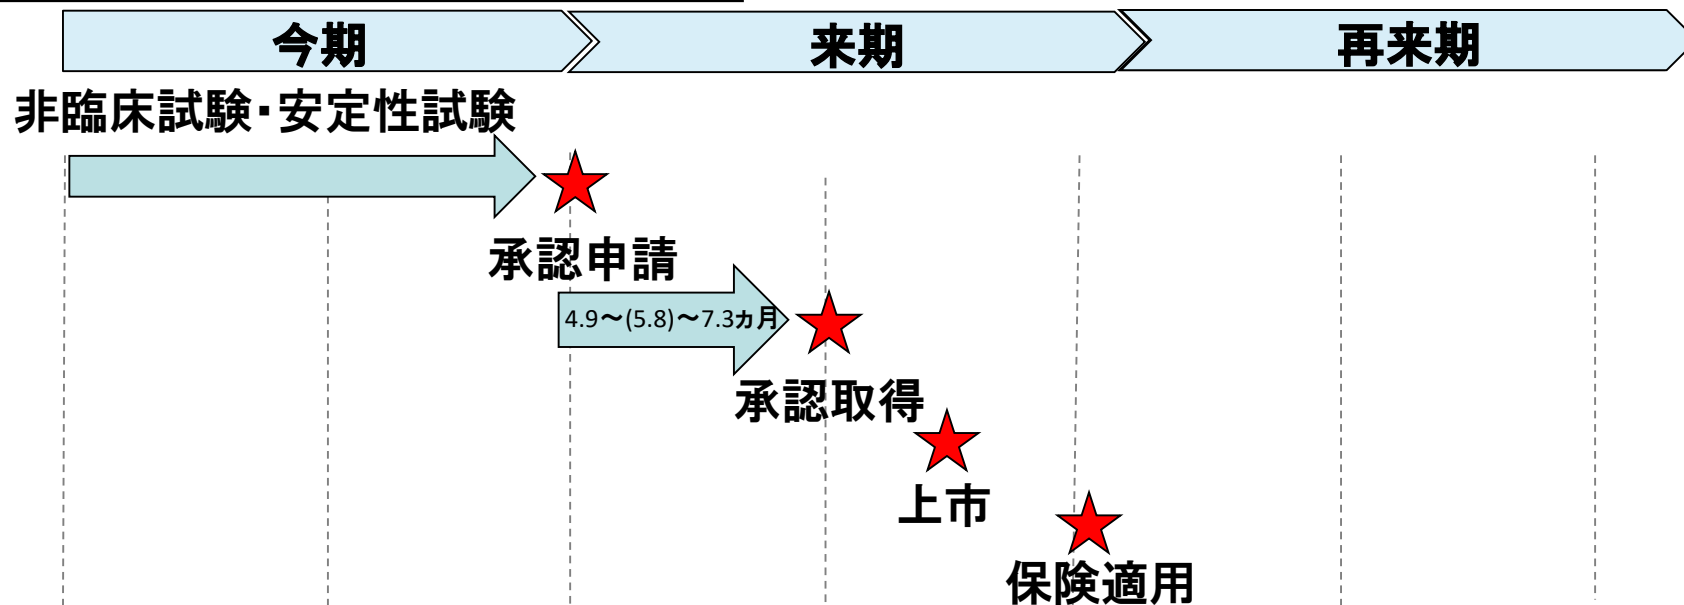 今期
来期
再来期
非臨床試験・安定性試験
承認申請
4.9～(5.8)～7.3ヵ月
承認取得
上市
保険適用